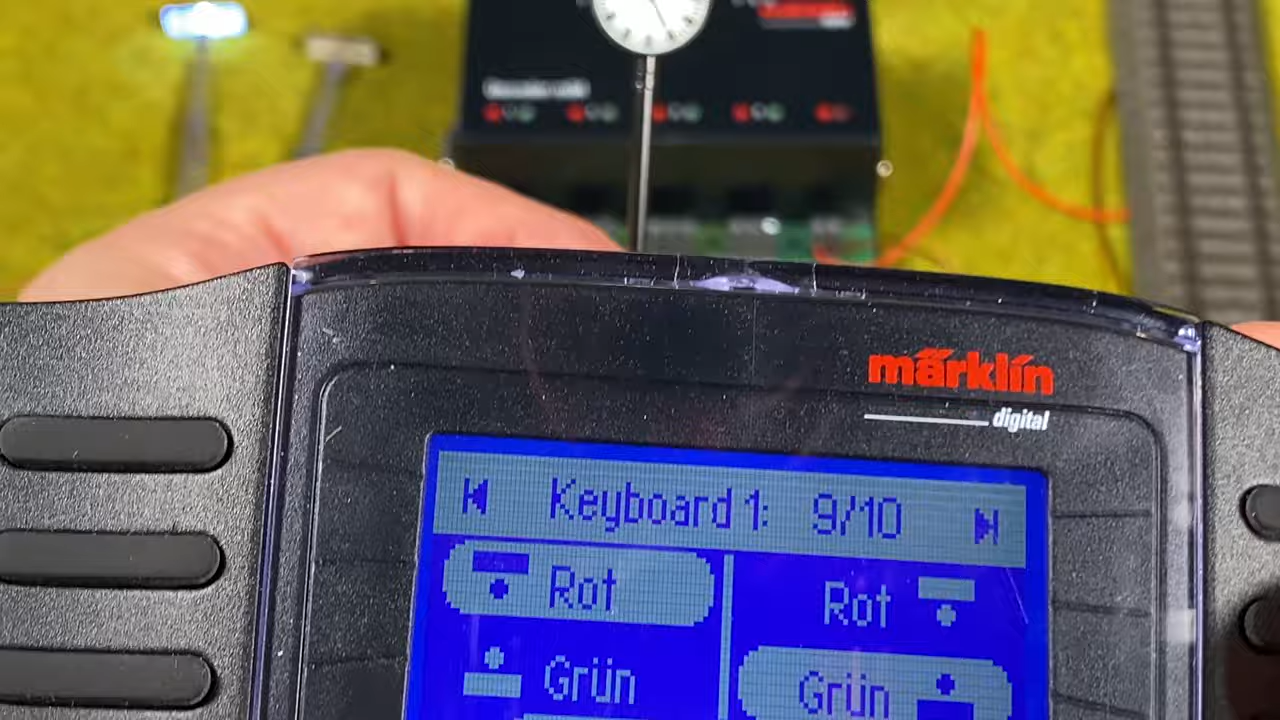 märklin
digital
Keyboard 1: 9/10
Rot Rot
Grün Grün